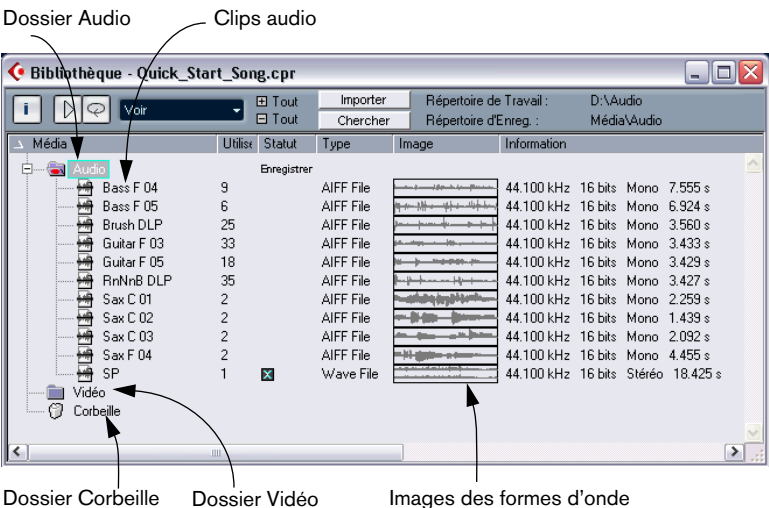 Dossier Audio
Clips audio
Bibliothèque - Quick_Start_Song.cpr
i
Voir
Tout
Importer
Répertoire de Travail :
D:\Audio
Tout
Chercher
Répertoire d'Enreg. :
Média\Audio
Média
Utilise
Statut
Type
Image
Information
Audio
Enregistrer
Bass F 04 9 AIFF File 44.100 kHz 16 bits Mono 7.555 s
Bass F 05 6 AIFF File 44.100 kHz 16 bits Mono 6.924 s
Brush DLP 25 AIFF File 44.100 kHz 16 bits Mono 3.560 s
Guitar F 03 33 AIFF File 44.100 kHz 16 bits Mono 3.433 s
Guitar F 05 18 AIFF File 44.100 kHz 16 bits Mono 3.429 s
RnNnB DLP 35 AIFF File 44.100 kHz 16 bits Mono 3.427 s
Sax C 01 2 AIFF File 44.100 kHz 16 bits Mono 2.259 s
Sax C 02 2 AIFF File 44.100 kHz 16 bits Mono 1.439 s
Sax C 03 2 AIFF File 44.100 kHz 16 bits Mono 2.092 s
Sax F 04 2 AIFF File 44.100 kHz 16 bits Mono 4.455 s
SP 1 X Wave File 44.100 kHz 16 bits Stéréo 18.425 s
Vidéo
Corbeille
Dossier Corbeille
Dossier Vidéo
Images des formes d'onde